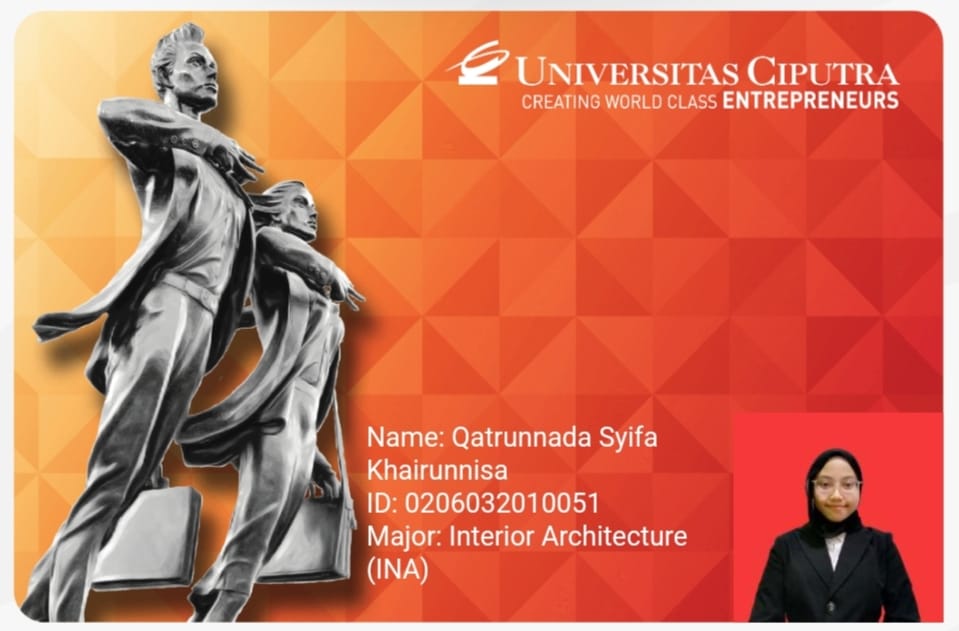 UNIVERSITAS CIPUTRA
CREATING WORLD CLASS ENTREPRENEURS
Name: Qatrunnada Syifa
Khairunnisa
ID: 0206032010051
Major: Interior Architecture
(INA)